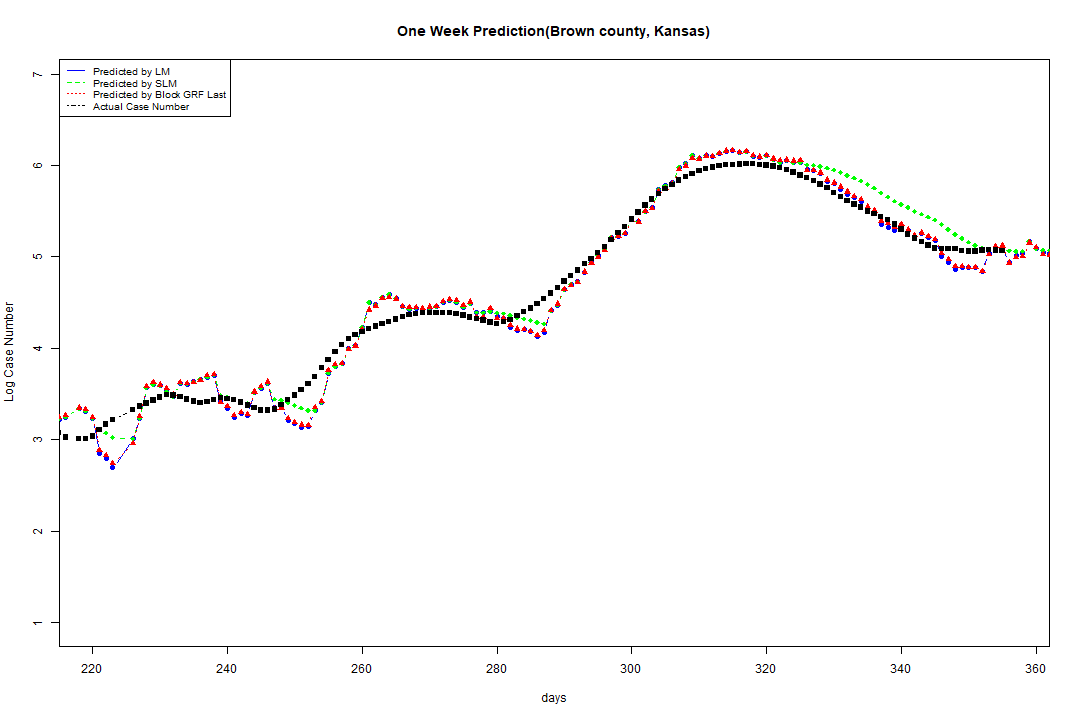 One Week Prediction(Brown county, Kansas)
Predicted by LM
Predicted by SLM
Predicted by Block GRF Last
Actual Case Number
Log Case Number
7
6
5
4
3
2
1
220 240 260 280 300 320 340 360
days